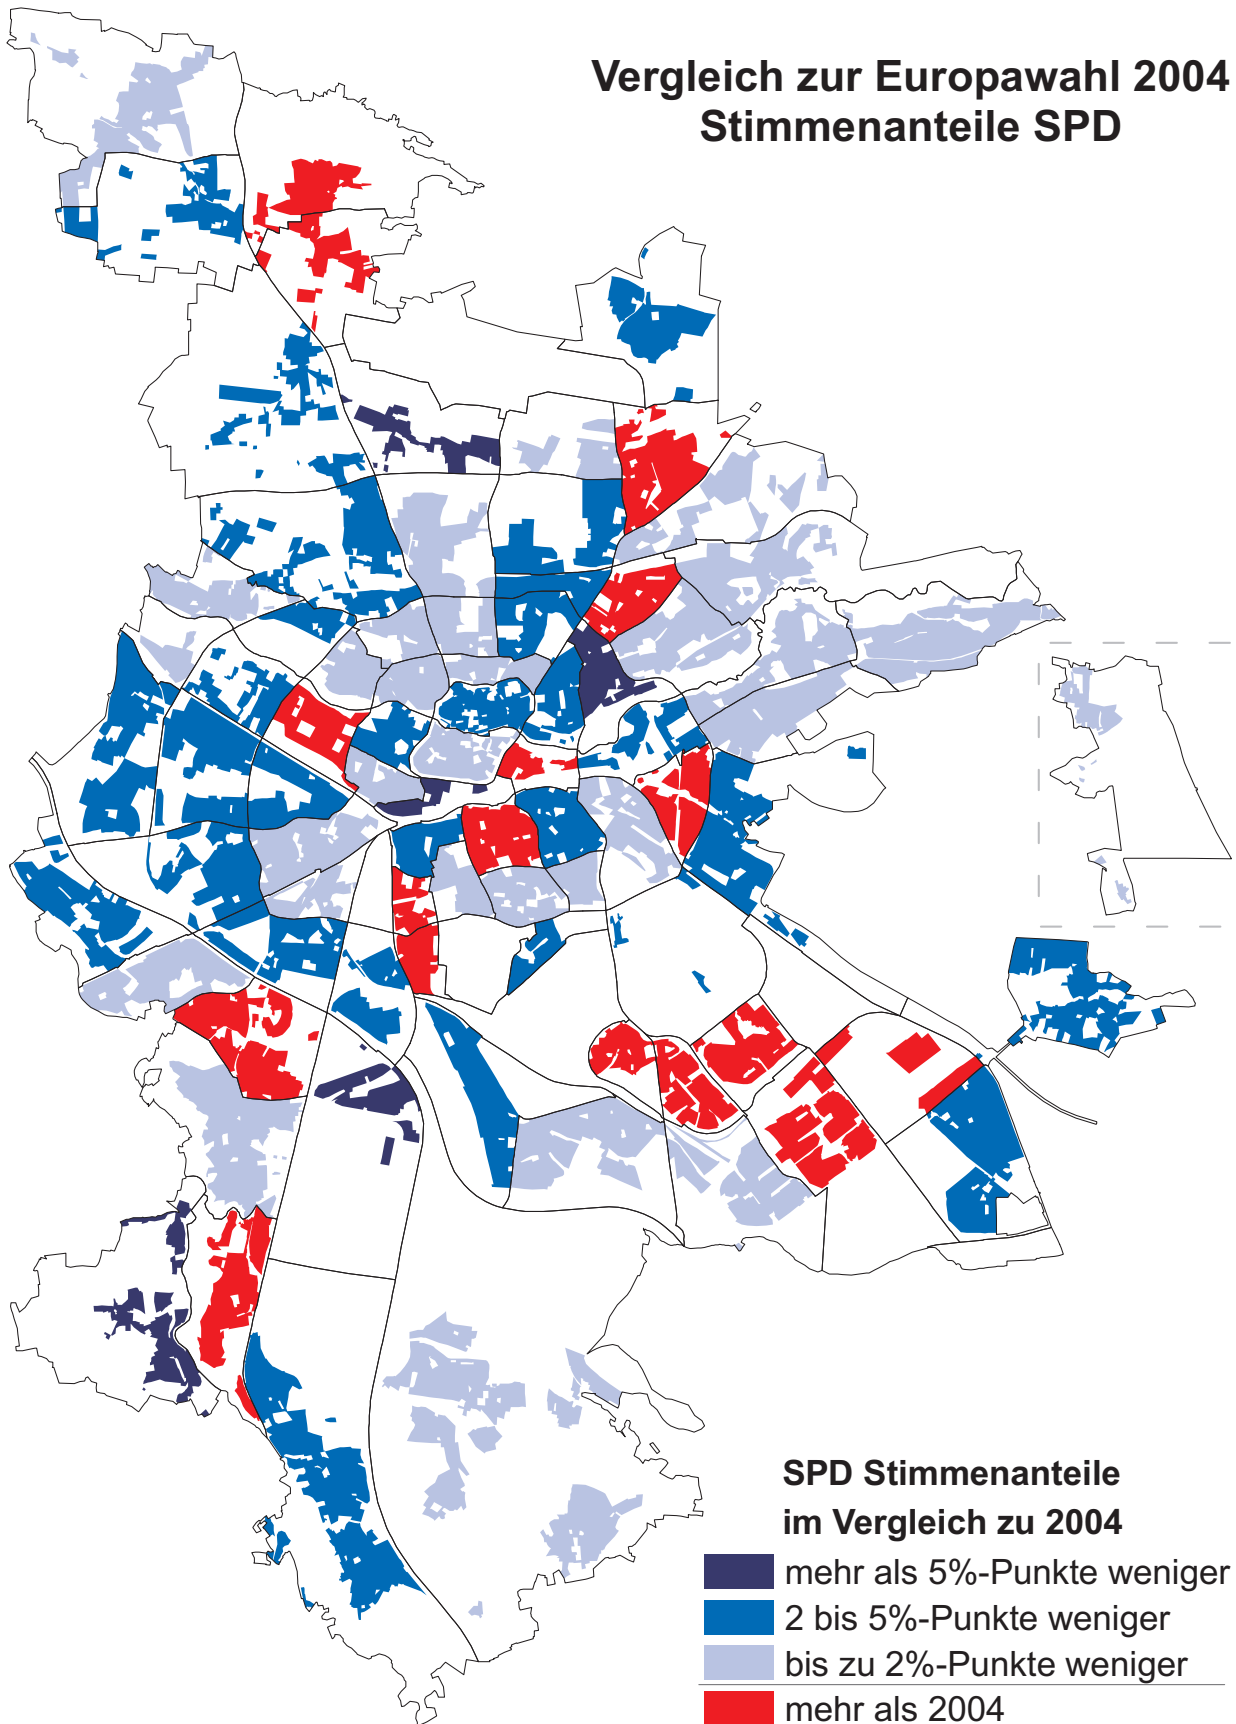 Vergleich zur Europawahl 2004
Stimmenanteile SPD
SPD Stimmenanteile
im Vergleich zu 2004
mehr als 5%-Punkte weniger
2 bis 5%-Punkte weniger
bis zu 2%-Punkte weniger
mehr als 2004